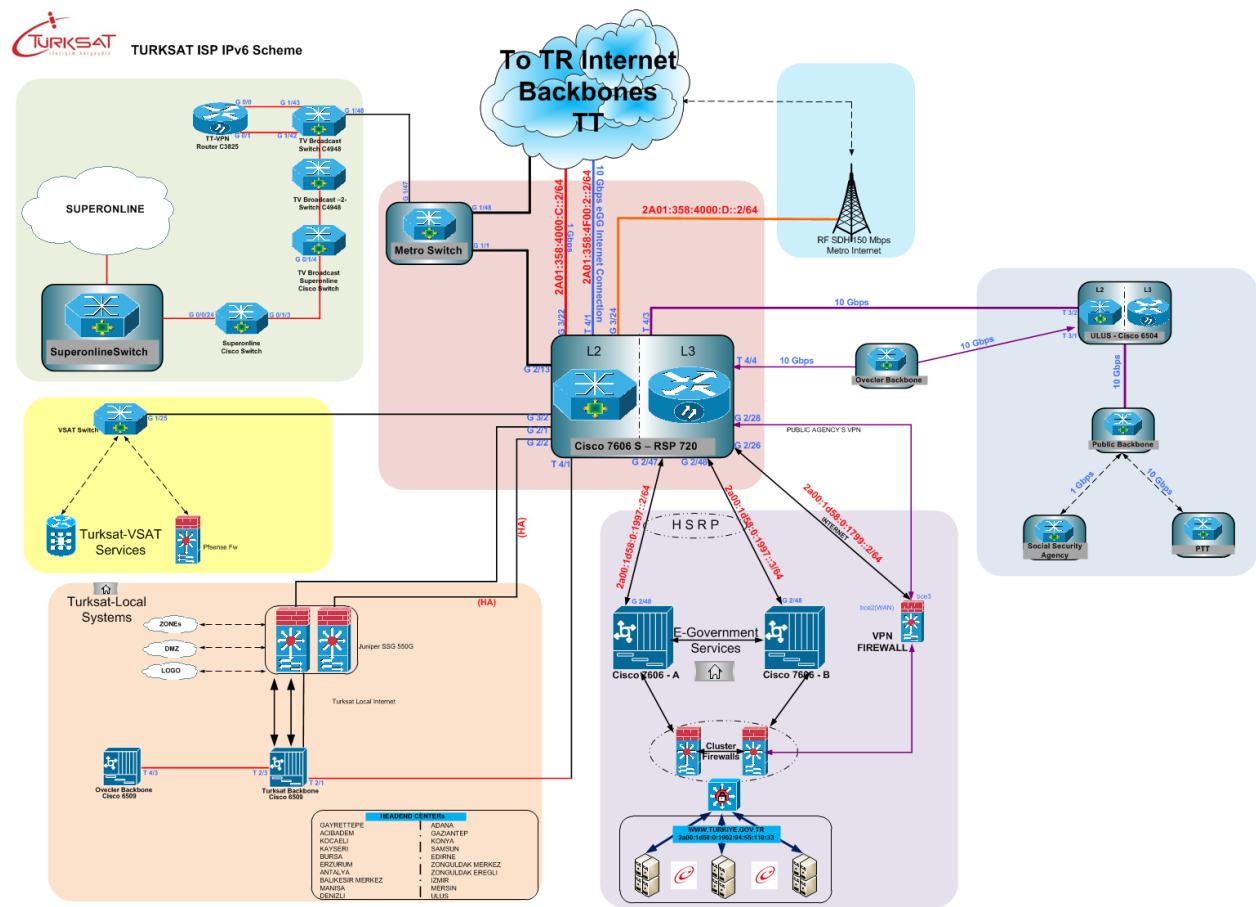 TURKSAT
TURKSAT ISP IPv6 Scheme
To TR Internet
Backbones
TT
G 0/0
G 1/43
G 1/48
G 0/1
G 1/42
TT-VPN
Router C3825
TV Broadcast
Switch C4948
TV Broadcast –2-
Switch C4948
SUPERONLINE
G 0/1/4
TV Broadcast
Superonline
Cisco Switch
G 0/0/24
G 0/1/3
Superonline
Cisco Switch
SuperonlineSwitch
G 1/47
G 1/48
G 1/1
Metro Switch
2A01:358:4000:C::2/64
1 Gbps
2A01:358:4F00:2::2/64
10 Gbps eGG Internet Connection
2A01:358:4000:D::2/64
RF SDH 150 Mbps
Metro Internet
G 3/22
T 4/1
G 3/24
T 4/3
10 Gbps
L2
L3
T 3/2
T 3/1
ULUS - Cisco 6504
L2
L3
G 2/13
T 4/4
10 Gbps
10 Gbps
Ovecler Backbone
10 Gbps
G 3/2
G 2/1
G 2/2
T 4/1
G 2/28
G 2/26
Cisco 7606 S – RSP 720
G 2/47
G 2/48
PUBLIC AGENCY'S VPN
Public Backbone
1 Gbps
10 Gbps
Social Security
Agency
PTT
VSAT Switch
G 1/25
Turksat-VSAT
Services
Pfsense Fw
(HA)
(HA)
H S R P
2a00:1d58:0:1997::2/64
2a00:1d58:0:1997::3/64
2a00:1d58:0:1799::2/64
INTERNET
G 2/48
G 2/48
bce3
bce2(WAN)
VPN
FIREWALL
E-Government
Services
Cisco 7606 - A
Cisco 7606 - B
Cluster
Firewalls
WWW.TURKIYE.GOV.TR
2a00:1d58:0:1902:94:55:118:33
Turksat-Local
Systems
ZONEs
DMZ
LOGO
Juniper SSG 550G
Turksat Local Internet
T 4/3
T 2/3
T 2/1
Ovecler Backbone
Cisco 6509
Turksat Backbone
Cisco 6509
HEADEND CENTERs
GAYRETTEPE
ACIBADEM
KOCAELİ
KAYSERİ
BURSA
ERZURUM
ANTALYA
BALIKESIR MERKEZ
MANİSA
DENIZLI
ADANA
GAZIANTEP
KONYA
SAMSUN
EDIRNE
ZONGULDAK MERKEZ
ZONGULDAK EREGLI
IZMIR
MERSIN
ULUS